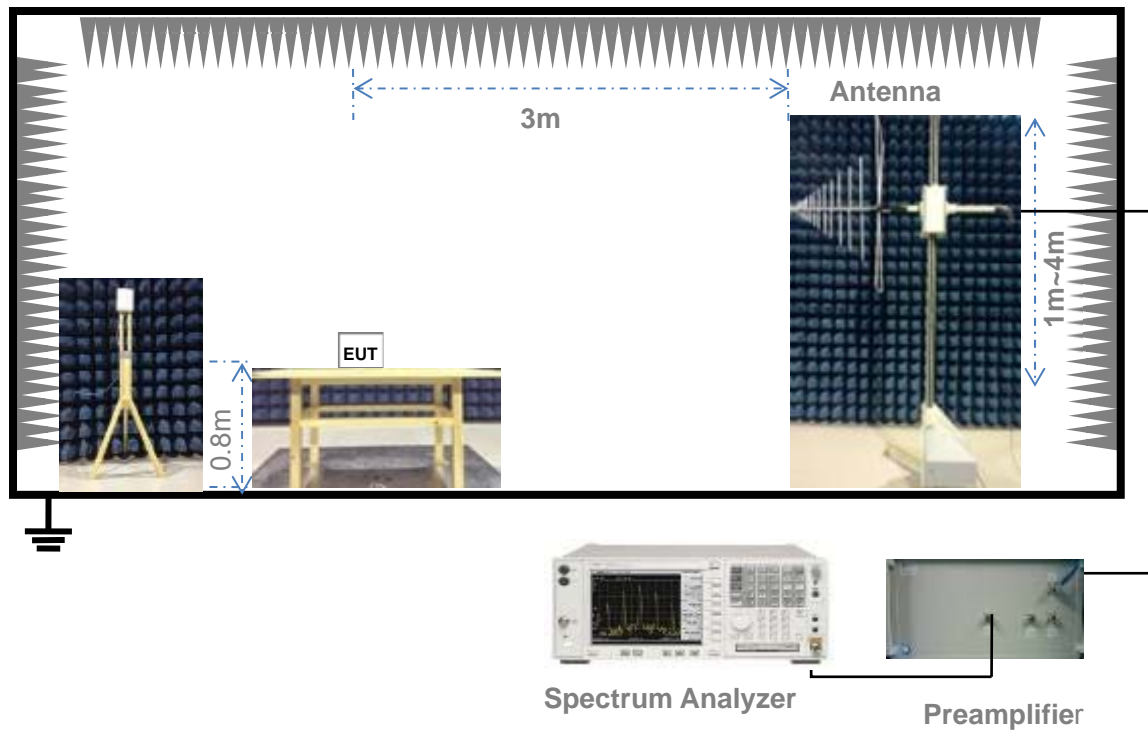 Antenna
3m
1m~4m
EUT
0.8m
Spectrum Analyzer
Preamplifier